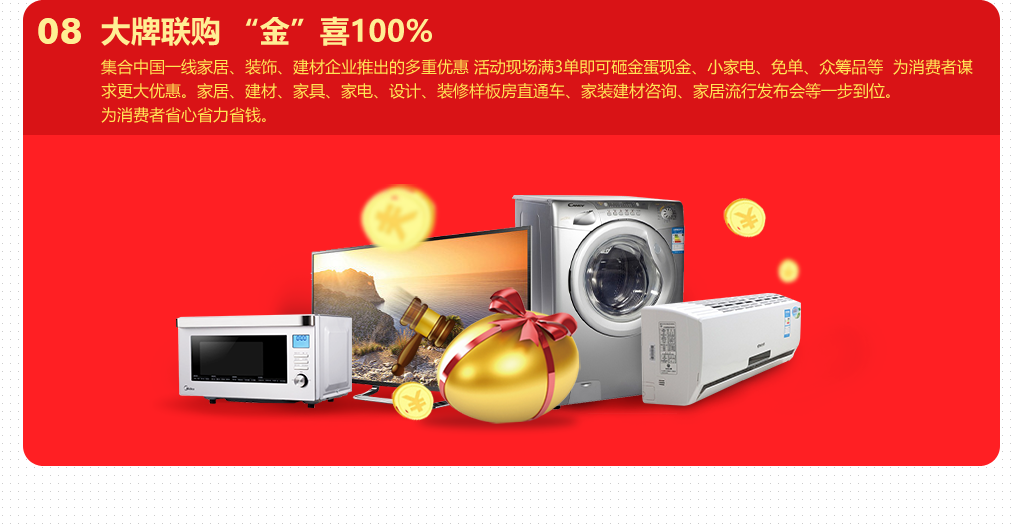 08 大牌联购 “金”喜100%
集合中国一线家居、装饰、建材企业推出的多重优惠 活动现场满3单即可砸金蛋现金、小家电、免单、众筹品等 为消费者谋
求更大优惠。家居、建材、家具、家电、设计、装修样板房直通车、家装建材咨询、家居流行发布会等一步到位。
为消费者省心省力省钱。